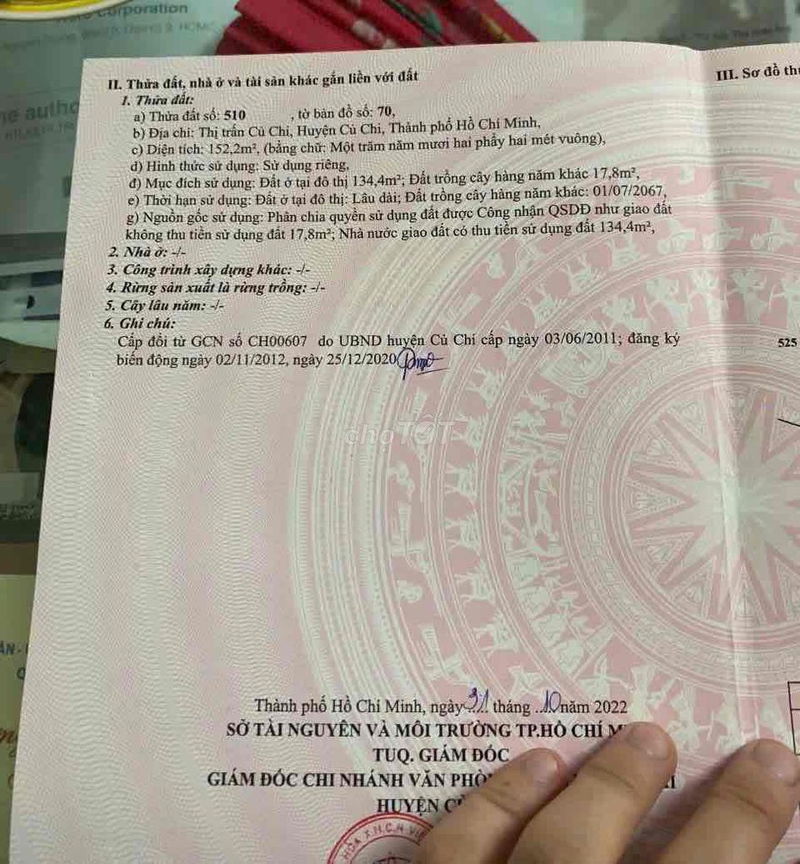 corporation
II. Thửa đất, nhà ở và tài sản khác gắn liền với đất
1. Thửa đất:
a) Thửa đất số: 510 , tờ bản đồ số: 70,
b) Địa chỉ: Thị trấn Củ Chi, Huyện Củ Chi, Thành phố Hồ Chí Minh,
c) Diện tích: 152,2m², (bằng chữ: Một trăm năm mươi hai phẩy hai mét vuông),
d) Hình thức sử dụng: Sử dụng riêng,
đ) Mục đích sử dụng: Đất ở tại đô thị 134,4m²; Đất trồng cây hàng năm khác 17,8m²,
e) Thời hạn sử dụng: Đất ở tại đô thị: Lâu dài; Đất trồng cây hàng năm khác: 01/07/2067,
g) Nguồn gốc sử dụng: Phân chia quyền sử dụng đất được Công nhận QSDĐ như giao đất
không thu tiền sử dụng đất 17,8m²; Nhà nước giao đất có thu tiền sử dụng đất 134,4m²,
2. Nhà ở: -/-
3. Công trình xây dựng khác: -/-
4. Rừng sản xuất là rừng trồng: -/-
5. Cây lâu năm: -/-
6. Ghi chú:
Cấp đổi từ GCN số CH00607 do UBND huyện Củ Chi cấp ngày 03/06/2011; đăng ký
biến động ngày 02/11/2012, ngày 25/12/2020
chợTỐT
Thành phố Hồ Chí Minh, ngày 31 tháng 10 năm 2022
SỞ TÀI NGUYÊN VÀ MÔI TRƯỜNG TP.HỒ CHÍ M
TUQ. GIÁM ĐỐC
GIÁM ĐỐC CHI NHÁNH VĂN PHÒ
HUYỆN C
X.H.C.N
III. Sơ đồ th
525